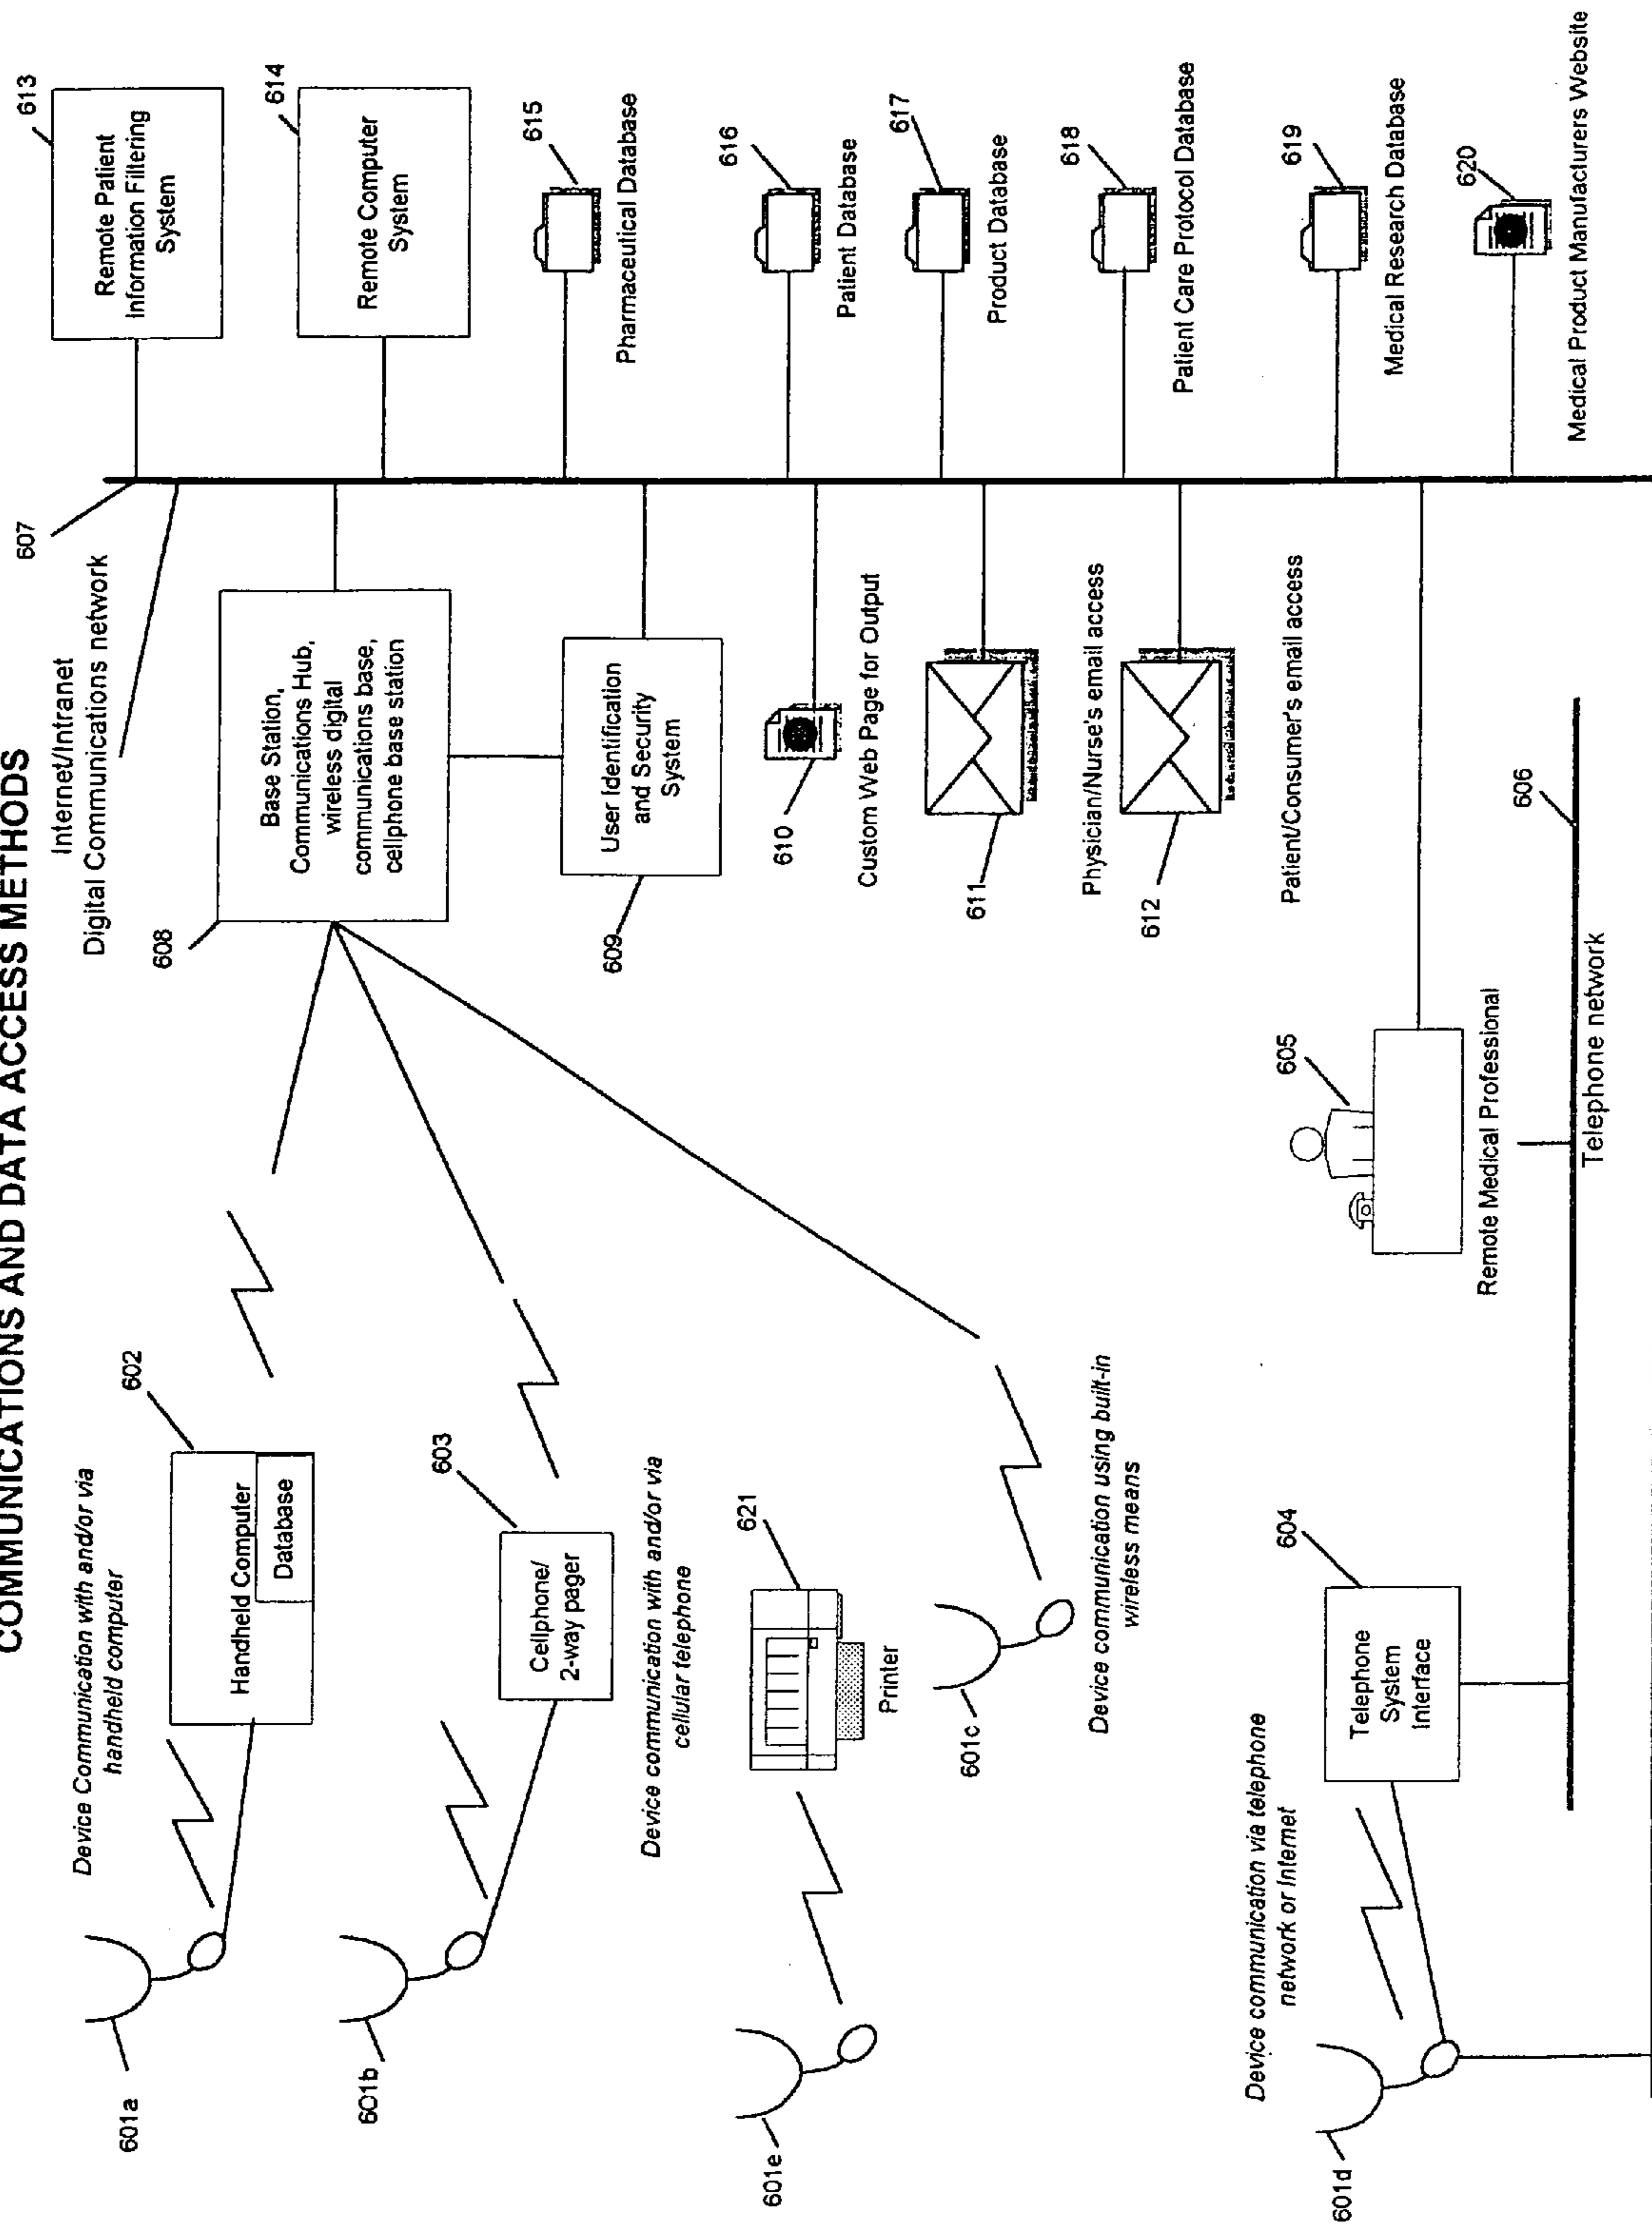 COMMUNICATIONS AND DATA ACCESS METHODS
607
Internet/Intranet
Digital Communications network
613
Remote Patient
Information Filtering
System
614
Remote Computer
System
615
Pharmaceutical Database
616
Patient Database
617
Product Database
618
Patient Care Protocol Database
619
Medical Research Database
620
Medical Product Manufacturers Website
608
Base Station,
Communications Hub,
wireless digital
communications base,
cellphone base station
609
User Identification
and Security
System
610
Custom Web Page for Output
611
Physician/Nurse's email access
612
Patient/Consumer's email access
Device Communication with and/or via
handheld computer
601a
602
Handheld Computer
Database
601b
603
Cellphone/
2-way pager
Device communication with and/or via
cellular telephone
601e
621
Printer
601c
Device communication using built-in
wireless means
Device communication via telephone
network or Internet
601d
604
Telephone
System
Interface
605
Remote Medical Professional
606
Telephone network